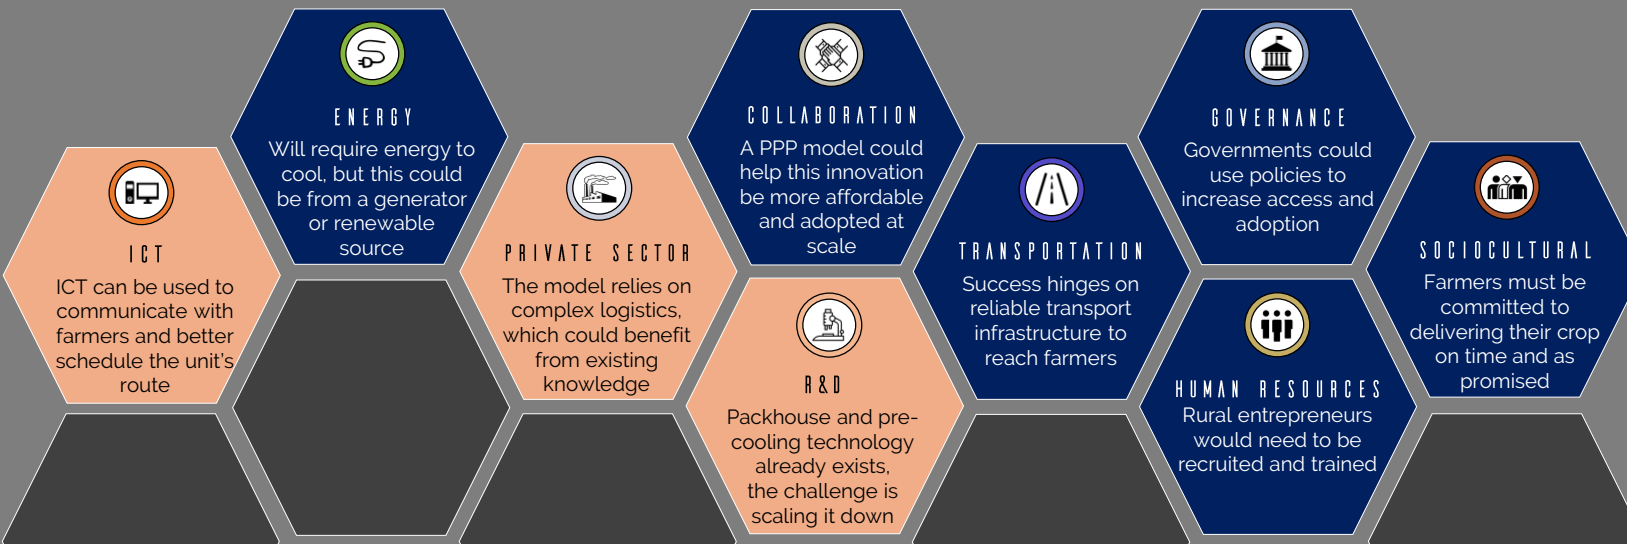 ENERGY
Will require energy to
cool, but this could
be from a generator
or renewable
source
COLLABORATION
A PPP model could
help this innovation
be more affordable
and adopted at
scale
GOVERNANCE
Governments could
use policies to
increase access and
adoption
ICT
ICT can be used to
communicate with
farmers and better
schedule the unit's
route
PRIVATE SECTOR
The model relies on
complex logistics,
which could benefit
from existing
knowledge
TRANSPORTATION
Success hinges on
reliable transport
infrastructure to
reach farmers
SOCIOCULTURAL
Farmers must be
committed to
delivering their crop
on time and as
promised
R&D
Packhouse and pre-
cooling technology
already exists,
the challenge is
scaling it down
HUMAN RESOURCES
Rural entrepreneurs
would need to be
recruited and trained